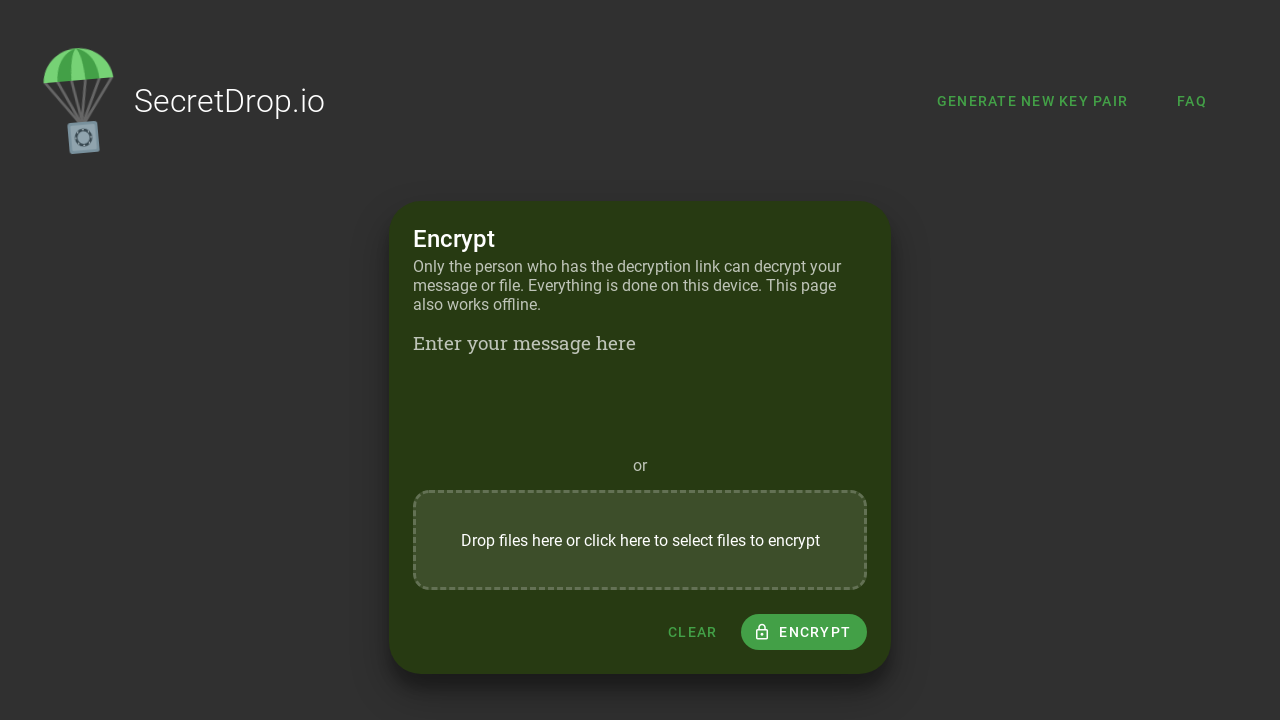 SecretDrop.io
GENERATE NEW KEY PAIR
FAQ
Encrypt
Only the person who has the decryption link can decrypt your
message or file. Everything is done on this device. This page
also works offline.
Enter your message here
or
Drop files here or click here to select files to encrypt
CLEAR
ENCRYPT